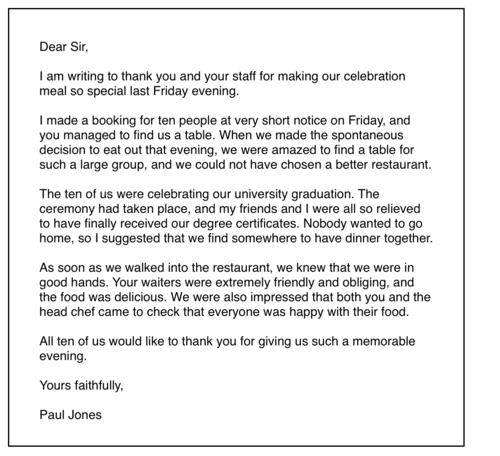 Dear Sir,
I am writing to thank you and your staff for making our celebration
meal so special last Friday evening.
I made a booking for ten people at very short notice on Friday, and
you managed to find us a table. When we made the spontaneous
decision to eat out that evening, we were amazed to find a table for
such a large group, and we could not have chosen a better restaurant.
The ten of us were celebrating our university graduation. The
ceremony had taken place, and my friends and I were all so relieved
to have finally received our degree certificates. Nobody wanted to go
home, so I suggested that we find somewhere to have dinner together.
As soon as we walked into the restaurant, we knew that we were in
good hands. Your waiters were extremely friendly and obliging, and
the food was delicious. We were also impressed that both you and the
head chef came to check that everyone was happy with their food.
All ten of us would like to thank you for giving us such a memorable
evening.
Yours faithfully,
Paul Jones